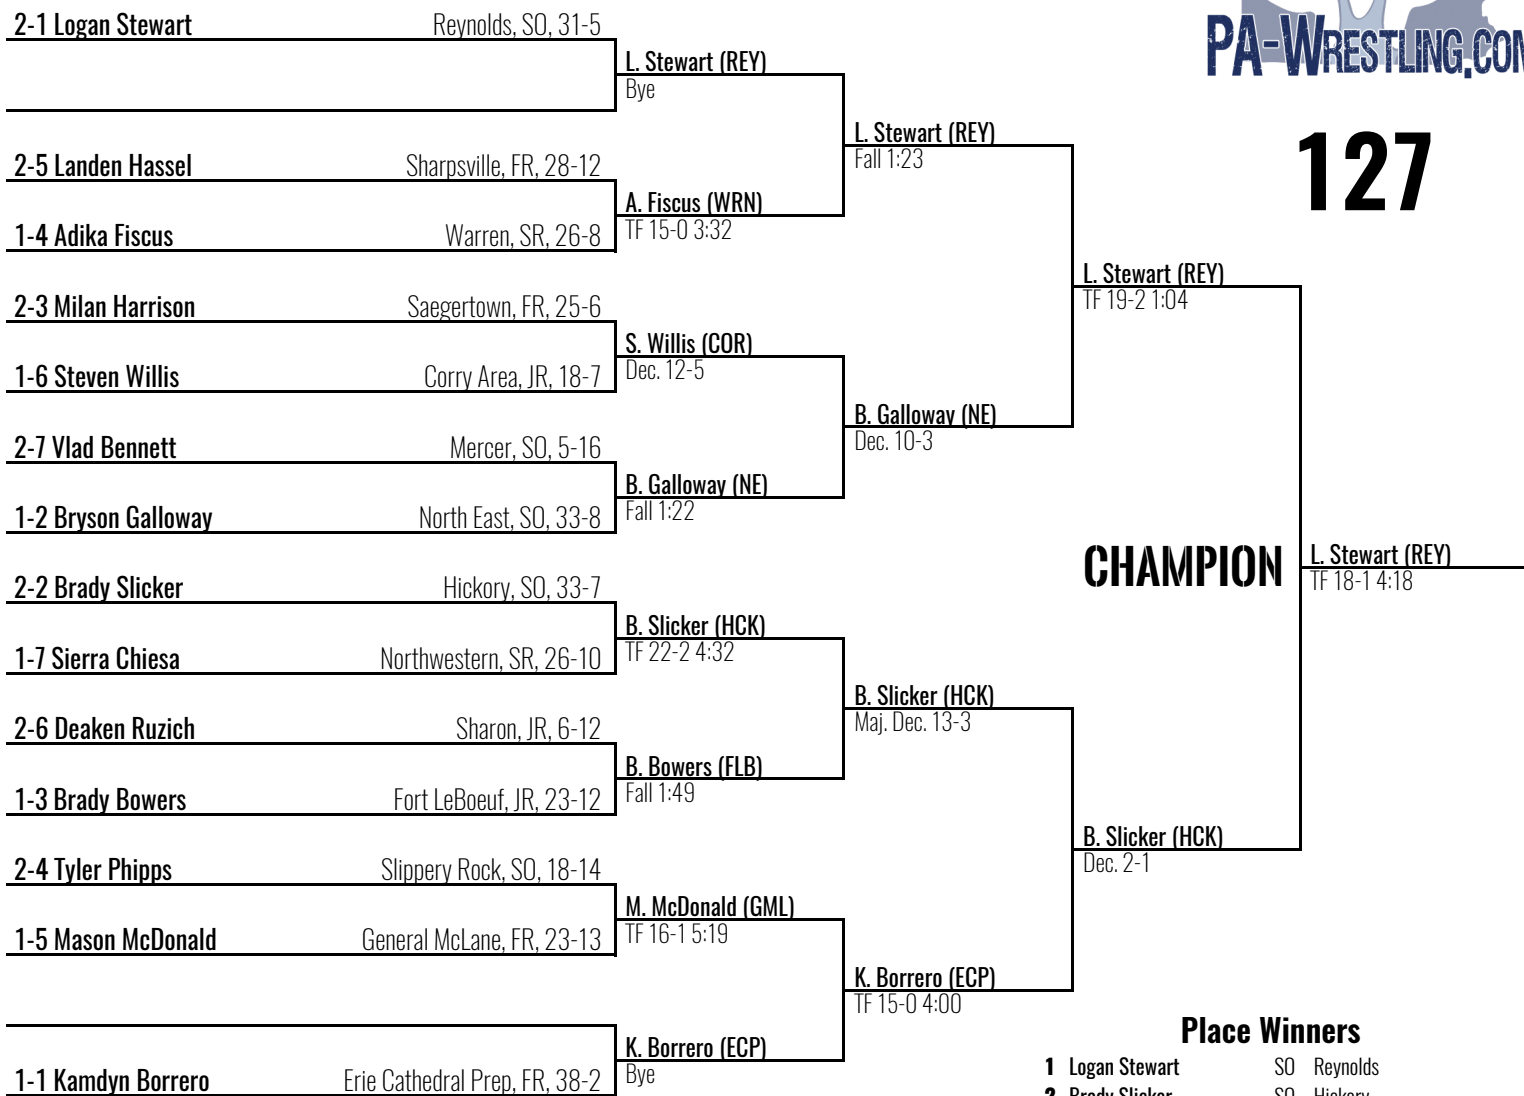 2-1 Logan Stewart Reynolds, SO, 31-5
PA-WRESTLING.COM
L. Stewart (REY)
Bye
L. Stewart (REY)
Fall 1:23
127
2-5 Landen Hassel Sharpsville, FR, 28-12
A. Fiscus (WRN)
TF 15-0 3:32
1-4 Adika Fiscus Warren, SR, 26-8
L. Stewart (REY)
TF 19-2 1:04
2-3 Milan Harrison Saegertown, FR, 25-6
S. Willis (COR)
Dec. 12-5
1-6 Steven Willis Corry Area, JR, 18-7
B. Galloway (NE)
Dec. 10-3
2-7 Vlad Bennett Mercer, SO, 5-16
B. Galloway (NE)
Fall 1:22
1-2 Bryson Galloway North East, SO, 33-8
CHAMPION
L. Stewart (REY)
TF 18-1 4:18
2-2 Brady Slicker Hickory, SO, 33-7
B. Slicker (HCK)
TF 22-2 4:32
1-7 Sierra Chiesa Northwestern, SR, 26-10
B. Slicker (HCK)
Maj. Dec. 13-3
2-6 Deaken Ruzich Sharon, JR, 6-12
B. Bowers (FLB)
Fall 1:49
1-3 Brady Bowers Fort LeBoeuf, JR, 23-12
B. Slicker (HCK)
Dec. 2-1
2-4 Tyler Phipps Slippery Rock, SO, 18-14
M. McDonald (GML)
TF 16-1 5:19
1-5 Mason McDonald General McLane, FR, 23-13
K. Borrero (ECP)
TF 15-0 4:00
K. Borrero (ECP)
Bye
1-1 Kamdyn Borrero Erie Cathedral Prep, FR, 38-2
Place Winners
1 Logan Stewart SO Reynolds
2 Brady Slicker SO Hickory